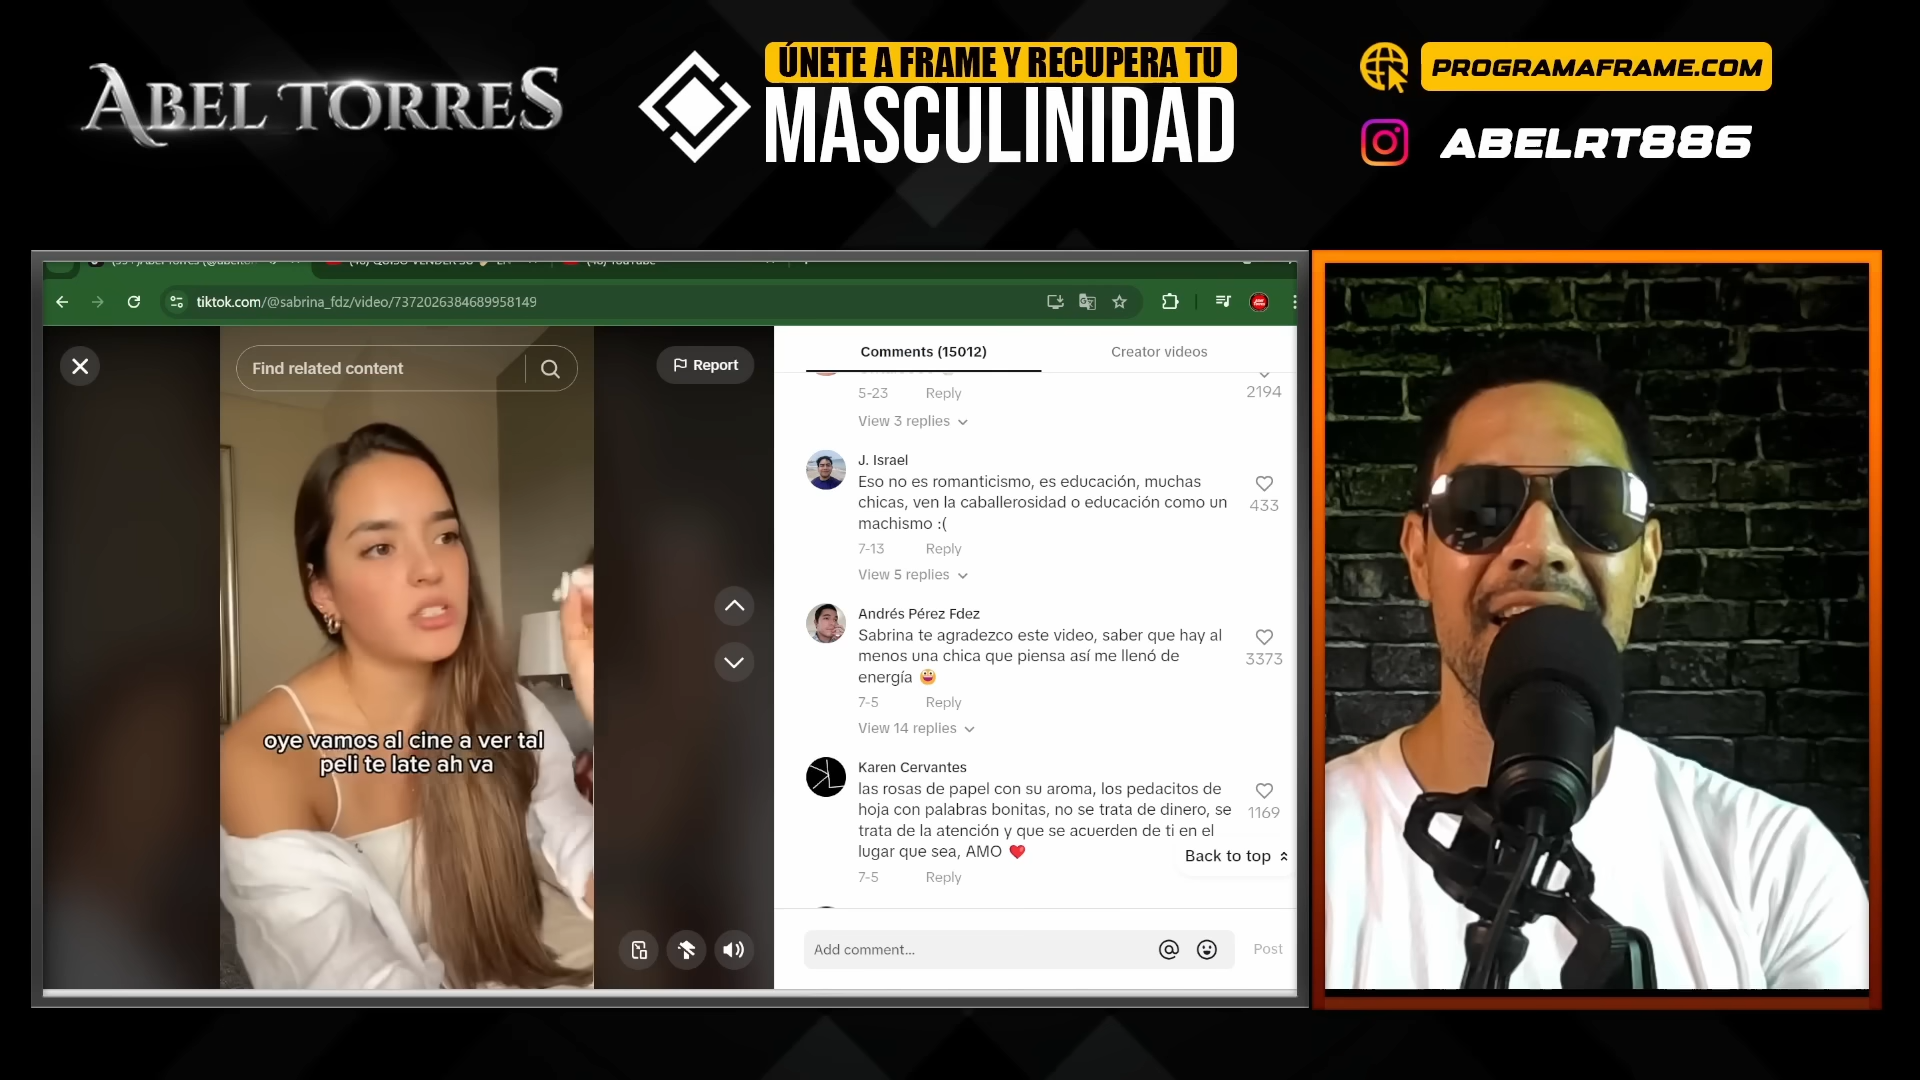 ABEL TORRES
ÚNETE A FRAME Y RECUPERA TU
MASCULINIDAD
PROGRAMAFRAME.COM
ABELRT886
tiktok.com/@sabrina_fdz/video/7372026384689958149
Find related content
Report
oye vamos al cine a ver tal
peli te late ah va
Comments (15012)
Creator videos
5-23 Reply
2194
View 3 replies
J. Israel
Eso no es romanticismo, es educación, muchas
chicas, ven la caballerosidad o educación como un
machismo :(
433
7-13 Reply
View 5 replies
Andrés Pérez Fdez
Sabrina te agradezco este video, saber que hay al
menos una chica que piensa así me llenó de
energía 😀
3373
7-5 Reply
View 14 replies
Karen Cervantes
las rosas de papel con su aroma, los pedacitos de
hoja con palabras bonitas, no se trata de dinero, se
trata de la atención y que se acuerden de ti en el
lugar que sea, AMO ❤️
1169
Back to top
7-5 Reply
Add comment...
Post